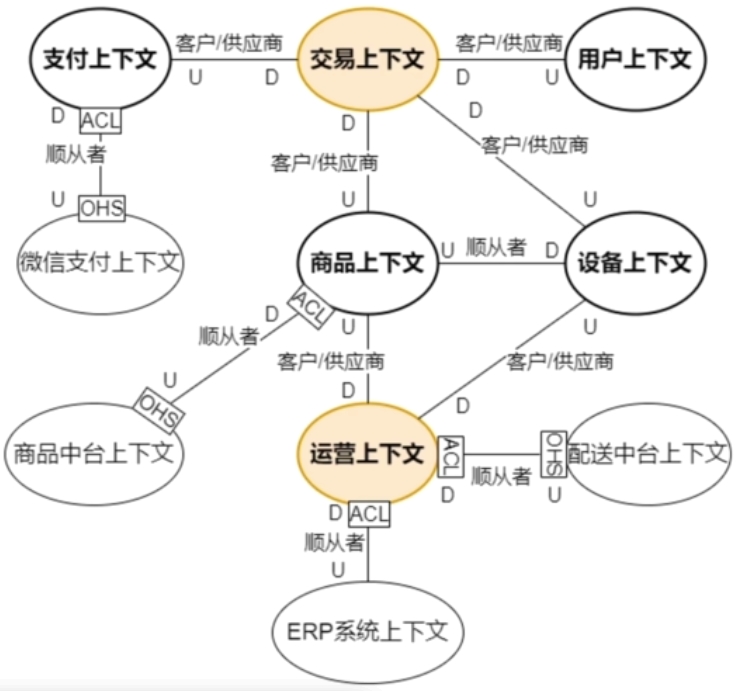 支付上下文
客户/供应商
U
D
交易上下文
客户/供应商
D
U
用户上下文
D
ACL
顺从者
U
OHS
微信支付上下文
D
客户/供应商
U
D
客户/供应商
U
商品上下文
U
顺从者
D
设备上下文
ACL
D
顺从者
U
OHS
商品中台上下文
U
客户/供应商
D
U
客户/供应商
D
运营上下文
ACL
D
顺从者
OHS
U
配送中台上下文
D
ACL
顺从者
U
ERP系统上下文